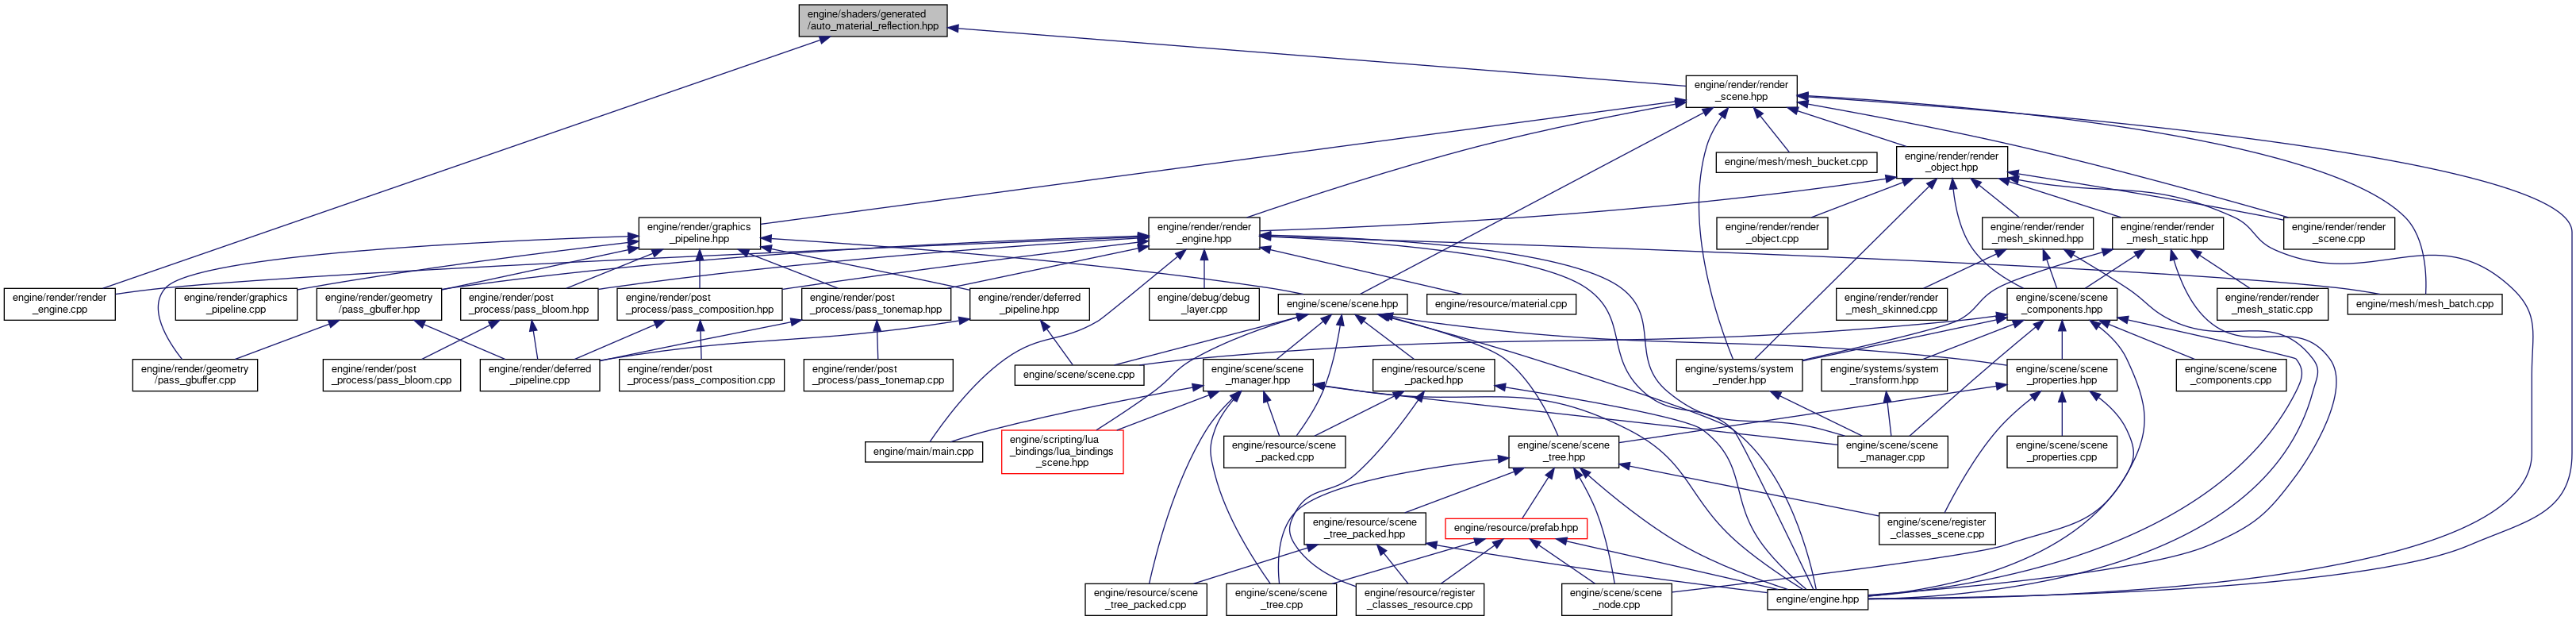 engine/shaders/generated
/auto_material_reflection.hpp
engine/render/render
_scene.hpp
engine/mesh/mesh_bucket.cpp
engine/render/render
_object.hpp
engine/render/graphics
_pipeline.hpp
engine/render/render
_engine.hpp
engine/render/render
_object.cpp
engine/render/render
_mesh_skinned.hpp
engine/render/render
_mesh_static.hpp
engine/render/render
_scene.cpp
engine/render/render
_engine.cpp
engine/render/graphics
_pipeline.cpp
engine/render/geometry
/pass_gbuffer.hpp
engine/render/post
_process/pass_bloom.hpp
engine/render/post
_process/pass_composition.hpp
engine/render/post
_process/pass_tonemap.hpp
engine/render/deferred
_pipeline.hpp
engine/debug/debug
_layer.cpp
engine/scene/scene.hpp
engine/resource/material.cpp
engine/render/render
_mesh_skinned.cpp
engine/scene/scene
_components.hpp
engine/render/render
_mesh_static.cpp
engine/mesh/mesh_batch.cpp
engine/render/geometry
/pass_gbuffer.cpp
engine/render/post
_process/pass_bloom.cpp
engine/render/deferred
_pipeline.cpp
engine/render/post
_process/pass_composition.cpp
engine/render/post
_process/pass_tonemap.cpp
engine/scene/scene.cpp
engine/scene/scene
_manager.hpp
engine/resource/scene
_packed.hpp
engine/systems/system
_render.hpp
engine/systems/system
_transform.hpp
engine/scene/scene
_properties.hpp
engine/scene/scene
_components.cpp
engine/main/main.cpp
engine/scripting/lua
_bindings/lua_bindings
_scene.hpp
engine/resource/scene
_packed.cpp
engine/scene/scene
_tree.hpp
engine/scene/scene
_manager.cpp
engine/scene/scene
_properties.cpp
engine/resource/scene
_tree_packed.hpp
engine/resource/prefab.hpp
engine/scene/register
_classes_scene.cpp
engine/resource/scene
_tree_packed.cpp
engine/scene/scene
_tree.cpp
engine/resource/register
_classes_resource.cpp
engine/scene/scene
_node.cpp
engine/engine.hpp